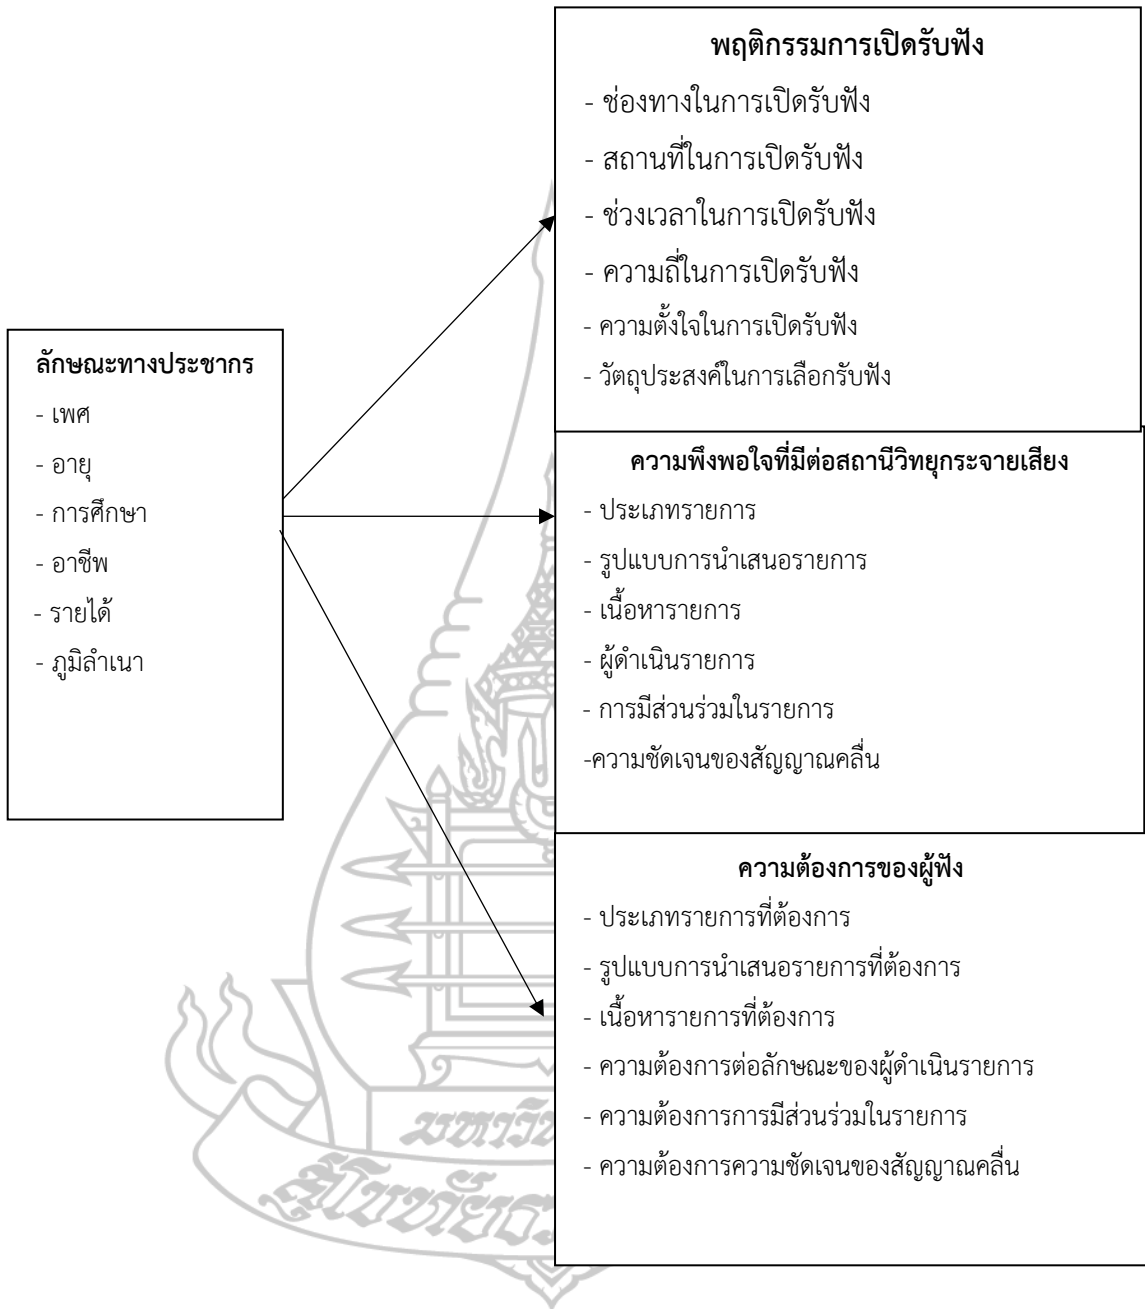 ลักษณะทางประชากร
- เพศ
- อายุ
- การศึกษา
- อาชีพ
- รายได้
- ภูมิลำเนา
พฤติกรรมการเปิดรับฟัง
- ช่องทางในการเปิดรับฟัง
- สถานที่ในการเปิดรับฟัง
- ช่วงเวลาในการเปิดรับฟัง
- ความถี่ในการเปิดรับฟัง
- ความตั้งใจในการเปิดรับฟัง
- วัตถุประสงค์ในการเลือกรับฟัง
ความพึงพอใจที่มีต่อสถานีวิทยุกระจายเสียง
- ประเภทรายการ
- รูปแบบการนำเสนอรายการ
- เนื้อหารายการ
- ผู้ดำเนินรายการ
- การมีส่วนร่วมในรายการ
-ความชัดเจนของสัญญาณคลื่น
ความต้องการของผู้ฟัง
- ประเภทรายการที่ต้องการ
- รูปแบบการนำเสนอรายการที่ต้องการ
- เนื้อหารายการที่ต้องการ
- ความต้องการต่อลักษณะของผู้ดำเนินรายการ
- ความต้องการการมีส่วนร่วมในรายการ
- ความต้องการความชัดเจนของสัญญาณคลื่น